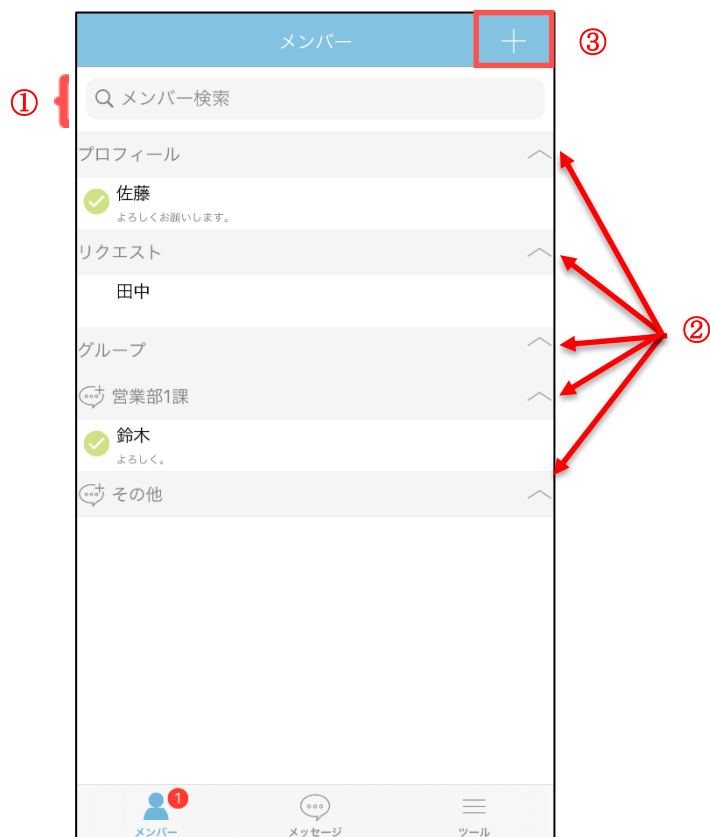 メンバー
③
①
メンバー検索
プロフィール
佐藤
よろしくお願いします。
リクエスト
田中
②
グループ
営業部1課
鈴木
よろしく。
その他
1
メンバー
メッセージ
ツール